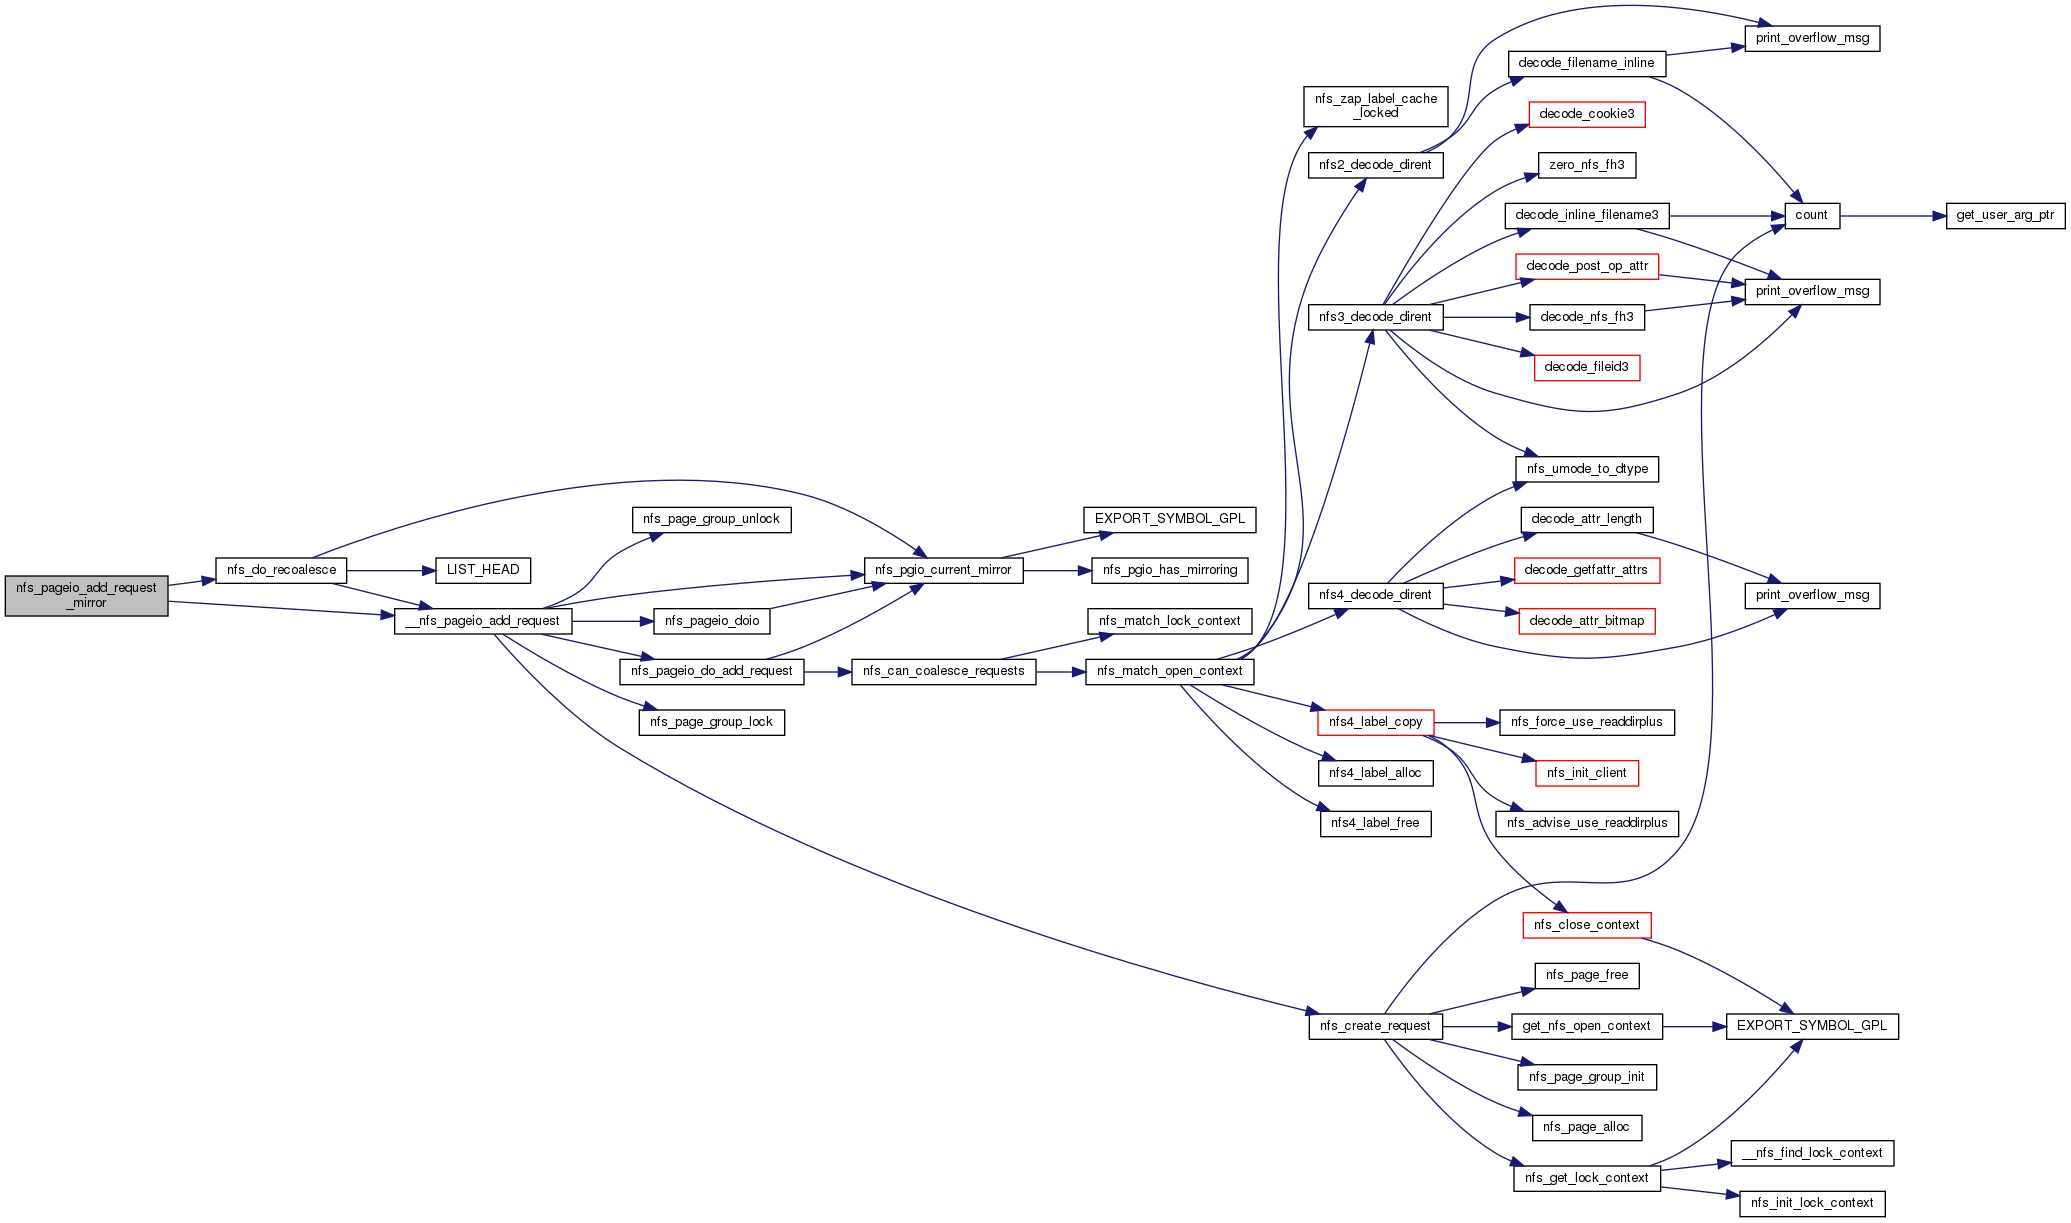 nfs_pageio_add_request
_mirror
nfs_do_recoalesce
LIST_HEAD
__nfs_pageio_add_request
nfs_page_group_unlock
nfs_pageio_doio
nfs_pageio_do_add_request
nfs_page_group_lock
nfs_pgio_current_mirror
nfs_can_coalesce_requests
EXPORT_SYMBOL_GPL
nfs_pgio_has_mirroring
nfs_match_lock_context
nfs_match_open_context
nfs_zap_label_cache
_locked
nfs2_decode_dirent
nfs3_decode_dirent
nfs4_decode_dirent
nfs4_label_copy
nfs4_label_alloc
nfs4_label_free
nfs_create_request
decode_filename_inline
decode_cookie3
zero_nfs_fh3
decode_inline_filename3
decode_post_op_attr
decode_nfs_fh3
decode_fileid3
nfs_umode_to_dtype
decode_attr_length
decode_getfattr_attrs
decode_attr_bitmap
nfs_force_use_readdirplus
nfs_init_client
nfs_advise_use_readdirplus
nfs_close_context
nfs_page_free
get_nfs_open_context
nfs_page_group_init
nfs_page_alloc
nfs_get_lock_context
print_overflow_msg
count
print_overflow_msg
print_overflow_msg
EXPORT_SYMBOL_GPL
__nfs_find_lock_context
nfs_init_lock_context
get_user_arg_ptr